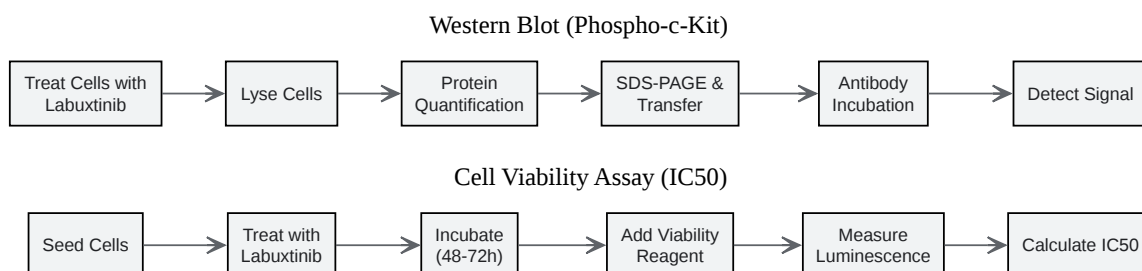 Western Blot (Phospho-c-Kit)
Treat Cells with
Labuxtinib
Lyse Cells
Protein
Quantification
SDS-PAGE &
Transfer
Antibody
Incubation
Detect Signal
Cell Viability Assay (IC50)
Seed Cells
Treat with
Labuxtinib
Incubate
(48-72h)
Add Viability
Reagent
Measure
Luminescence
Calculate IC50